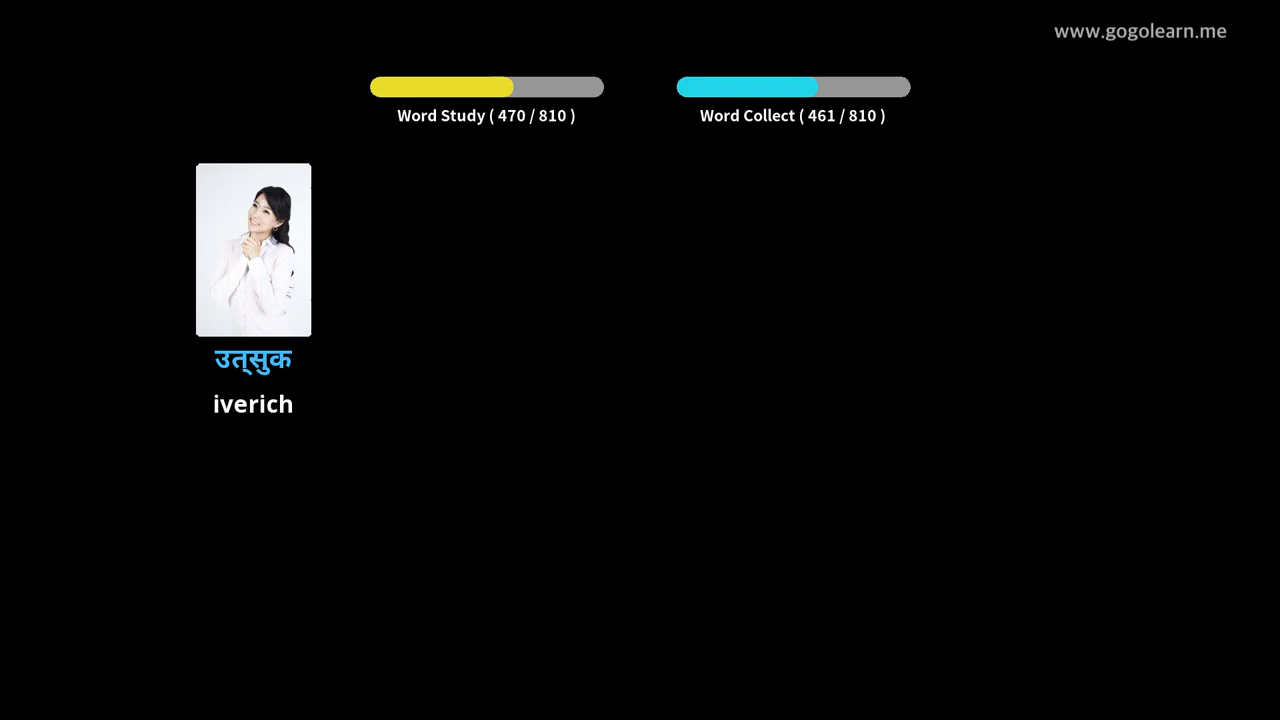 www.gogolearn.me
Word Study ( 470 / 810 )
Word Collect ( 461 / 810 )
उत्सुक
iverich